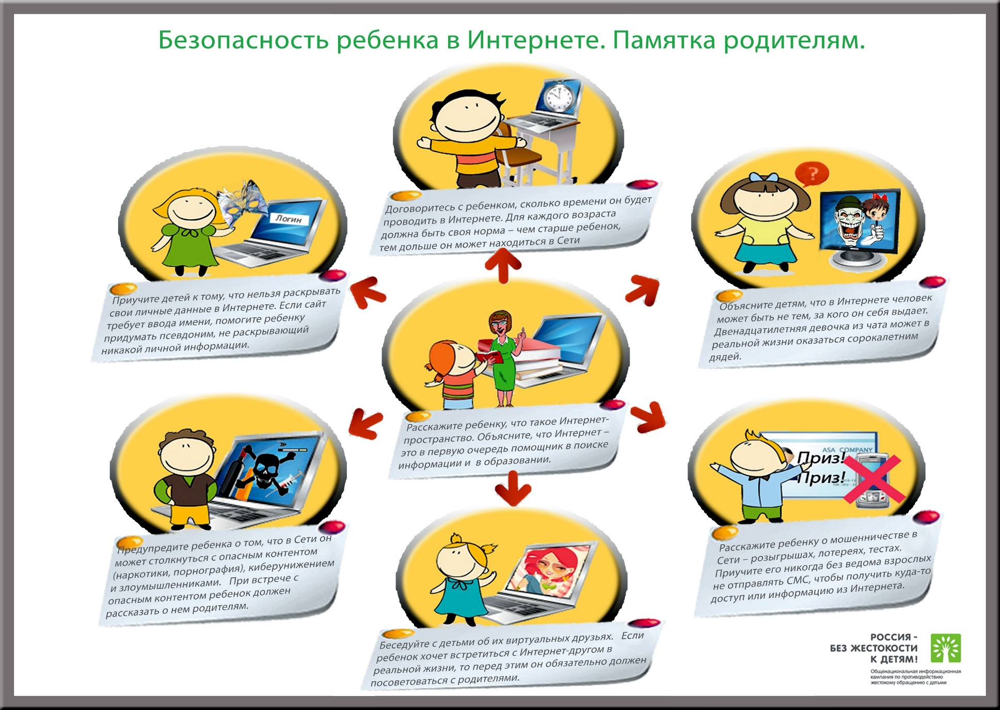 Безопасность ребенка в Интернете. Памятка родителям.
Договоритесь с ребенком, сколько времени он будет
проводить в Интернете. Для каждого возраста
должна быть своя норма – чем старше ребенок,
тем дольше он может находиться в Сети
Логин
Приучите детей к тому, что нельзя раскрывать
свои личные данные в Интернете. Если сайт
требует ввода имени, помогите ребенку
придумать псевдоним, не раскрывающий
никакой личной информации.
?
Объясните детям, что в Интернете человек
может быть не тем, за кого он себя выдает.
Двенадцатилетняя девочка из чата может в
реальной жизни оказаться сорокалетним
дядей.
Расскажите ребенку, что такое Интернет-
пространство. Объясните, что Интернет –
это в первую очередь помощник в поиске
информации и в образовании.
Предупредите ребенка о том, что в Сети он
может столкнуться с опасным контентом
(наркотики, порнография), киберунижением
и злоумышленниками. При встрече с
опасным контентом ребенок должен
рассказать о нем родителям.
ASA COMPANY
Приз!
Приз!
Расскажите ребенку о мошенничестве в
Сети – розыгрышах, лотереях, тестах.
Приучите его никогда без ведома взрослых
не отправлять СМС, чтобы получить куда-то
доступ или информацию из Интернета.
Беседуйте с детьми об их виртуальных друзьях. Если
ребенок хочет встретиться с Интернет-другом в
реальной жизни, то перед этим он обязательно должен
посоветоваться с родителями.
РОССИЯ -
БЕЗ ЖЕСТОКОСТИ
К ДЕТЯМ!
Общенациональная информационная
кампания по противодействию
жестокому обращению с детьми